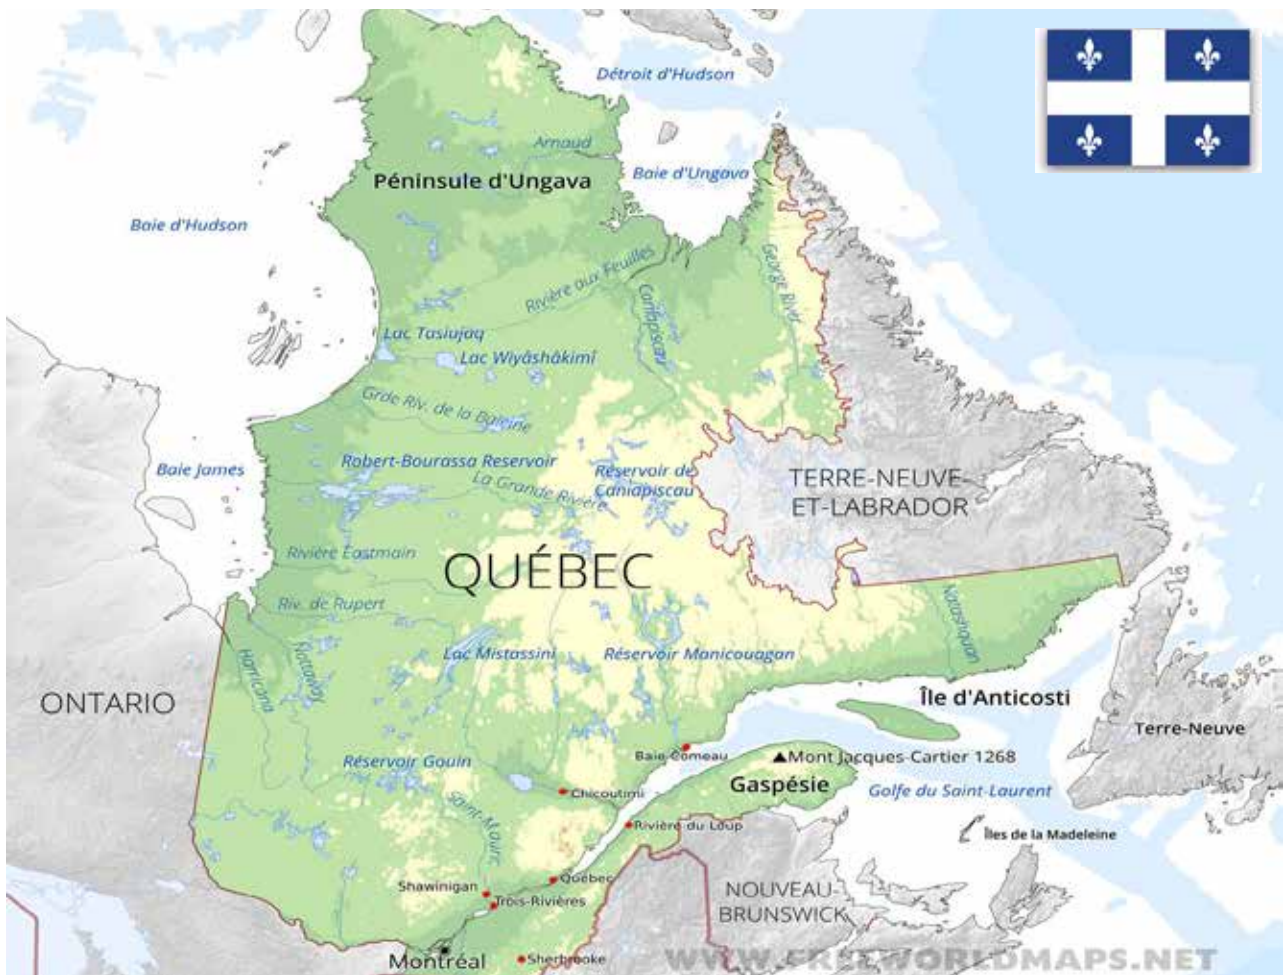 Détroit d'Hudson
Arnaud
Baie d'Ungava
Péninsule d'Ungava
Baie d'Hudson
George River
Rivière aux Feuilles
Caniapiscau
Lac Tasiujaq
Lac Wiyâshâkimî
Grde Riv. de la Baleine
Baie James
Robert-Bourassa Reservoir
La Grande Rivière
Réservoir de
Caniapiscau
TERRE-NEUVE-
ET-LABRADOR
Rivière Eastmain
QUÉBEC
Riv. de Rupert
Natashquan
Harricana
Nottaway
Lac Mistassini
Réservoir Manicouagan
ONTARIO
Île d'Anticosti
Terre-Neuve
Baie-Comeau
Mont Jacques-Cartier 1268
Réservoir Gouin
Gaspésie
Golfe du Saint-Laurent
Chicoutimi
Saint-Mauric
Rivière du Loup
Îles de la Madeleine
Québec
Shawinigan
Trois-Rivières
NOUVEAU-
BRUNSWICK
Montréal
Sherbrooke
WWW.FREEWORLDMAPS.NET